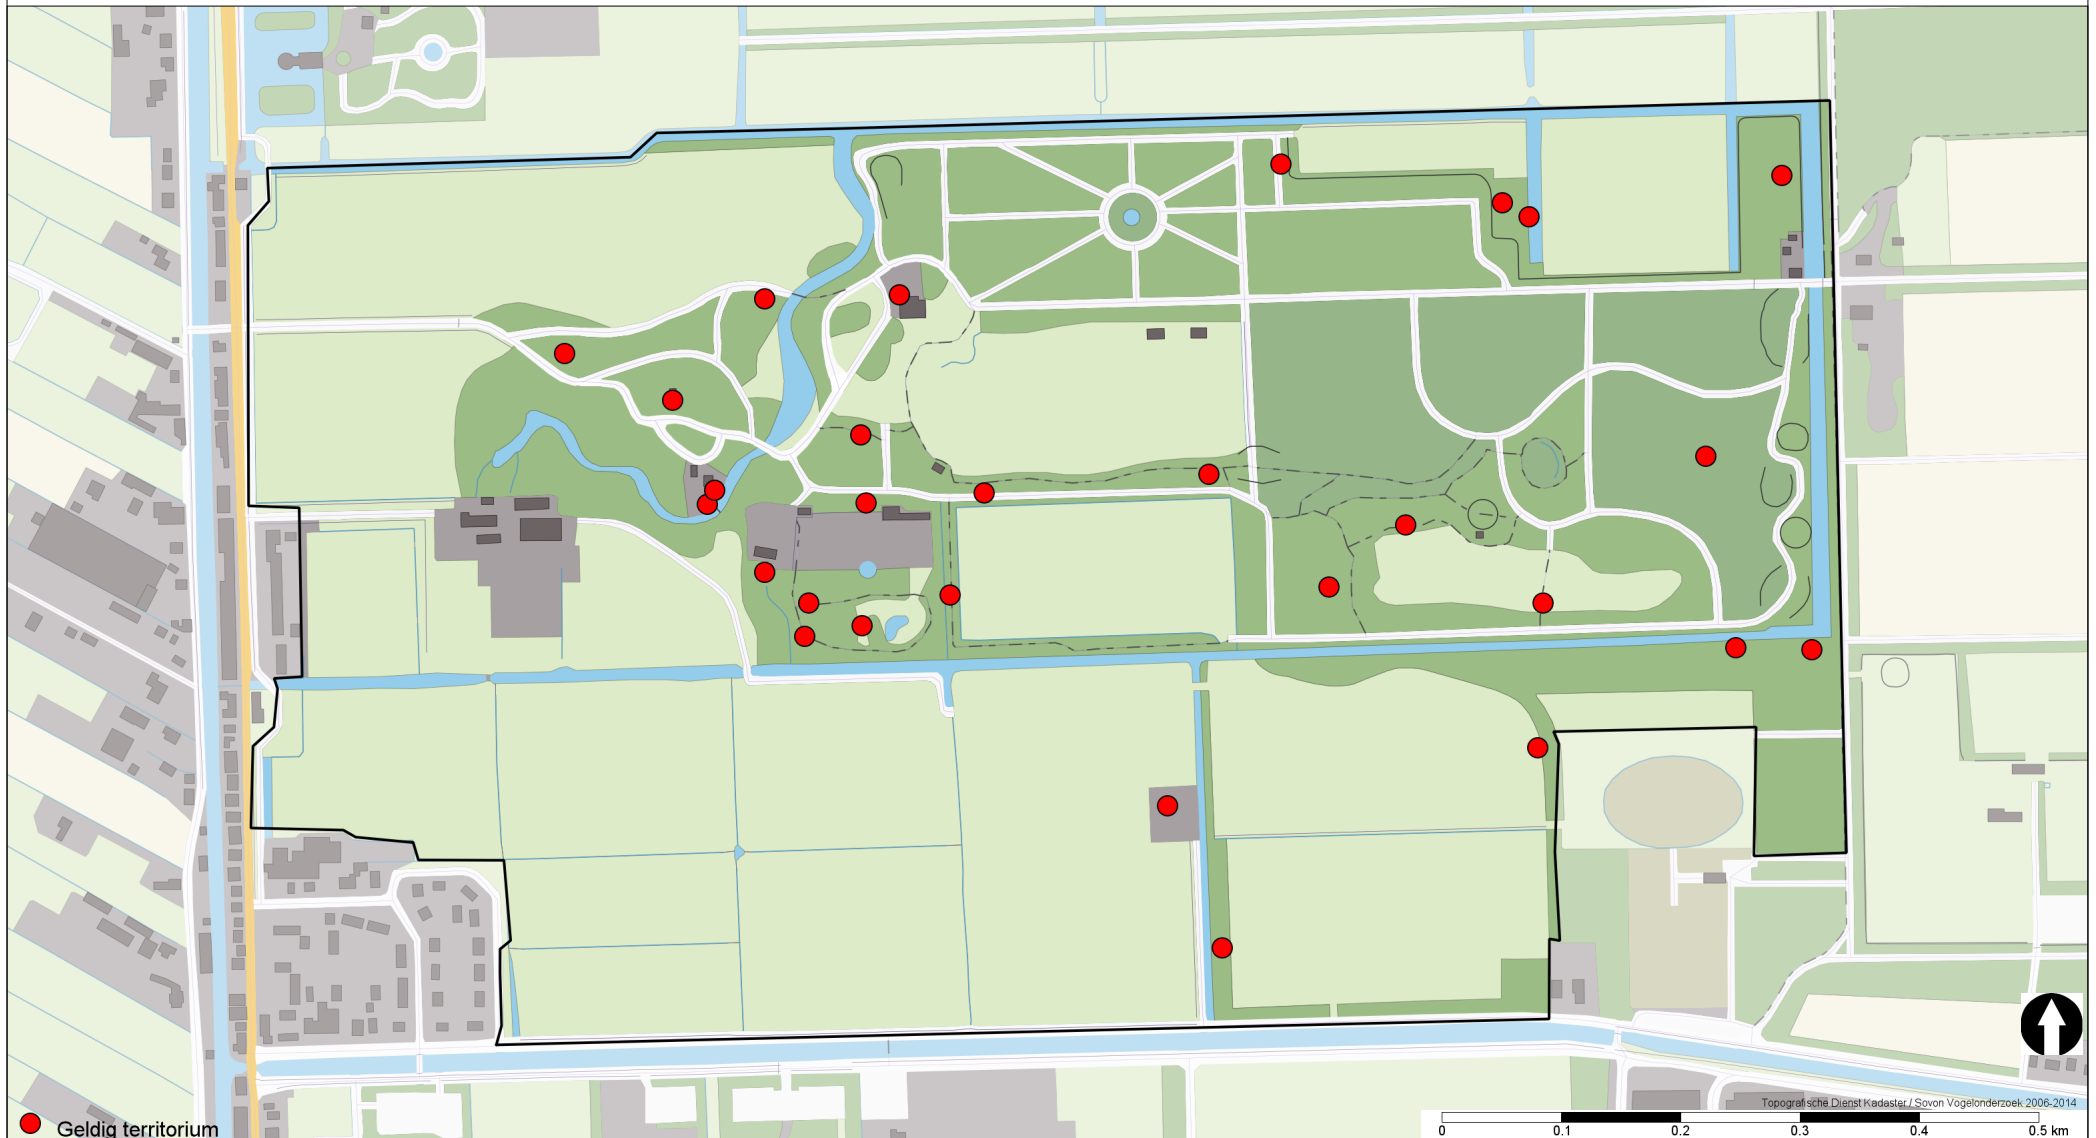 Topografische Dienst Kadaster / Sovon Vogelonderzoek 2006-2014
Geldig territorium
0 0.1 0.2 0.3 0.4 0.5 km